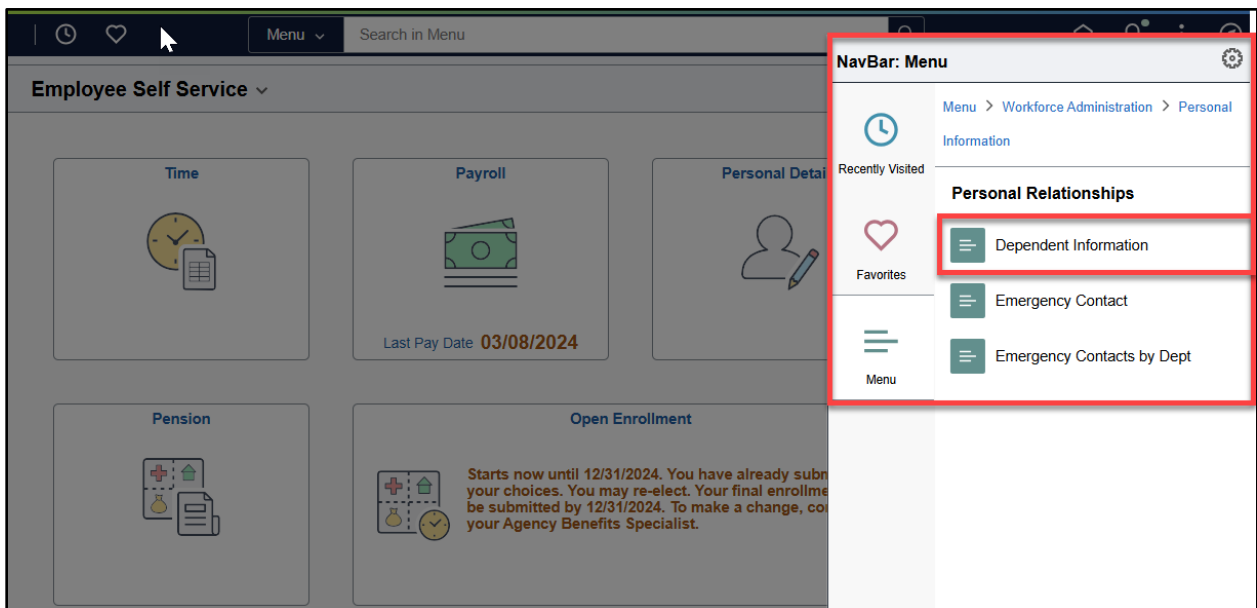 Menu
Search in Menu
Employee Self Service
Time
Payroll
Last Pay Date 03/08/2024
Personal Detai
Pension
Open Enrollment
Starts now until 12/31/2024. You have already subn
your choices. You may re-elect. Your final enrollme
be submitted by 12/31/2024. To make a change, co
your Agency Benefits Specialist.
NavBar: Menu
Recently Visited
Favorites
Menu
Menu > Workforce Administration > Personal
Information
Personal Relationships
Dependent Information
Emergency Contact
Emergency Contacts by Dept